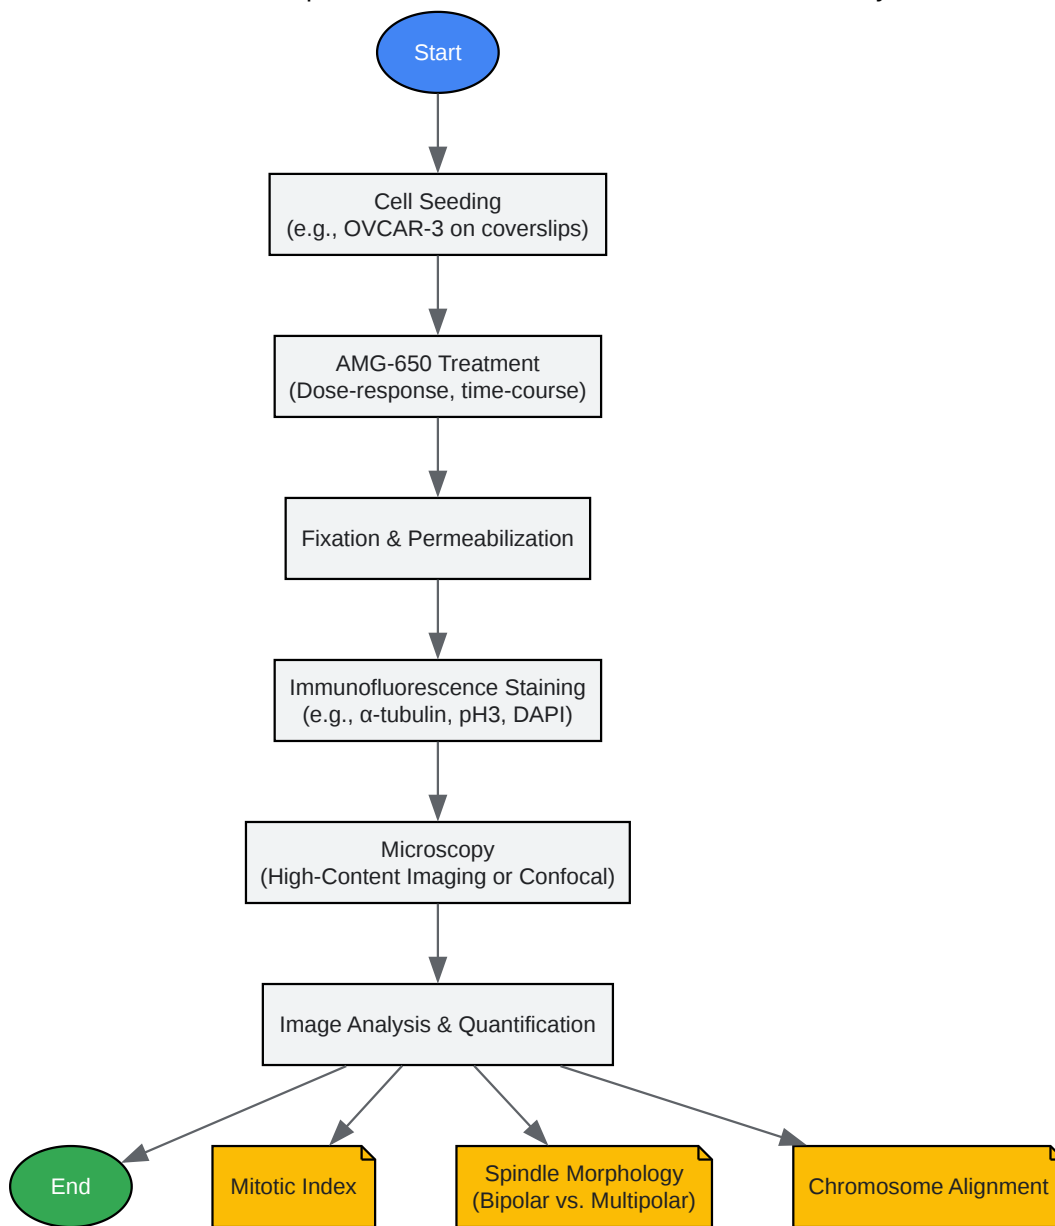 Start
Cell Seeding
(e.g., OVCAR-3 on coverslips)
AMG-650 Treatment
(Dose-response, time-course)
Fixation & Permeabilization
Immunofluorescence Staining
(e.g., α-tubulin, pH3, DAPI)
Microscopy
(High-Content Imaging or Confocal)
Image Analysis & Quantification
End
Mitotic Index
Spindle Morphology
(Bipolar vs. Multipolar)
Chromosome Alignment